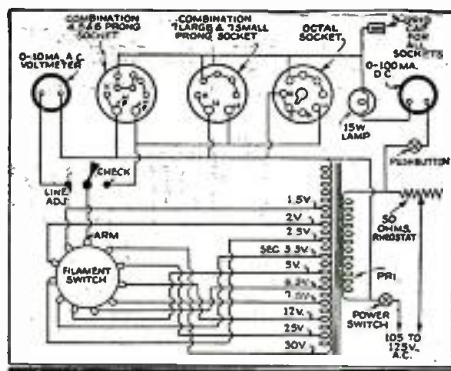 COMBINATION
4,5 & 6 PRONG
SOCKET
COMBINATION
7 LARGE & 7 SMALL
PRONG SOCKET
OCTAL
SOCKET
CAP
FOR
ALL
SOCKETS
0-10 MA. A.C.
VOLTMETER
0-100 MA.
D.C.
15W
LAMP
PUSHBUTTON
LINE
ADJ.
CHECK
ARM
FILAMENT
SWITCH
1.5V.
2V.
2.5V.
SEC 3.3V.
5V.
6.3V.
7.5V.
12V.
25V.
30V.
50
OHMS
RHEOSTAT
PRI
POWER
SWITCH
105 TO
125V.
A.C.